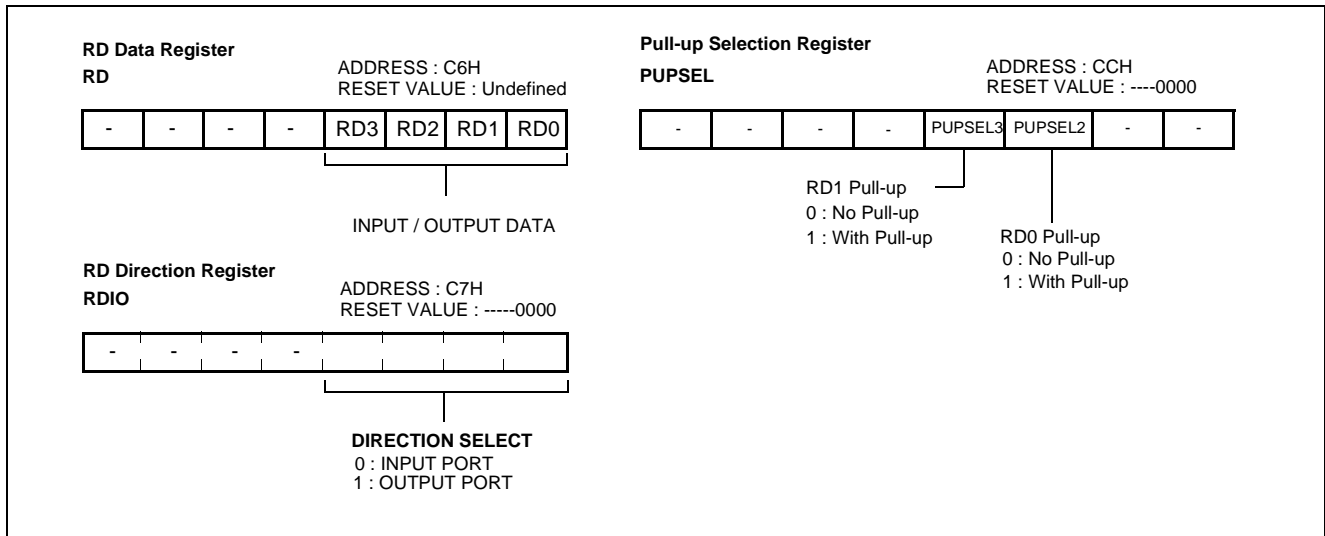 RD Data Register
RD
ADDRESS : C6H
RESET VALUE : Undefined
- - - - RD3 RD2 RD1 RD0
INPUT / OUTPUT DATA
RD Direction Register
RDIO
ADDRESS : C7H
RESET VALUE : -----0000
- - - -
DIRECTION SELECT
0 : INPUT PORT
1 : OUTPUT PORT
Pull-up Selection Register
PUPSEL
ADDRESS : CCH
RESET VALUE : ----0000
- - - - PUPSEL3 PUPSEL2 - -
RD1 Pull-up
0 : No Pull-up
1 : With Pull-up
RD0 Pull-up
0 : No Pull-up
1 : With Pull-up